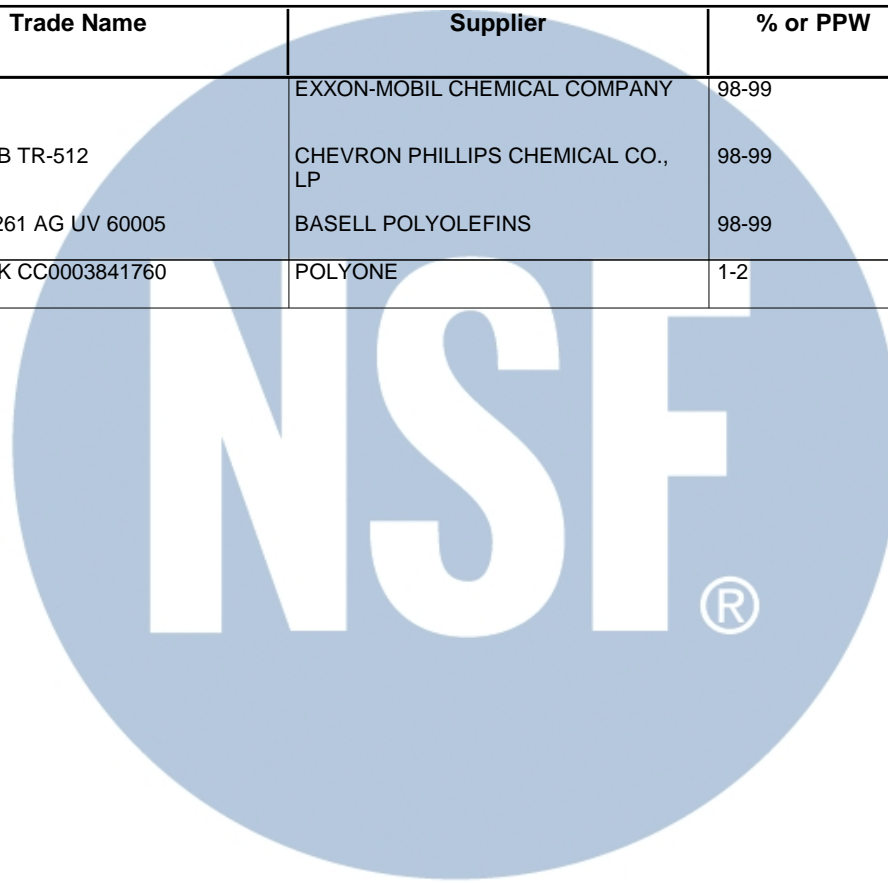 Trade Name Supplier % or PPW
EXXON-MOBIL CHEMICAL COMPANY 98-99
B TR-512 CHEVRON PHILLIPS CHEMICAL CO., 98-99
LP
261 AG UV 60005 BASELL POLYOLEFINS 98-99
K CC0003841760 POLYONE 1-2
NSF®